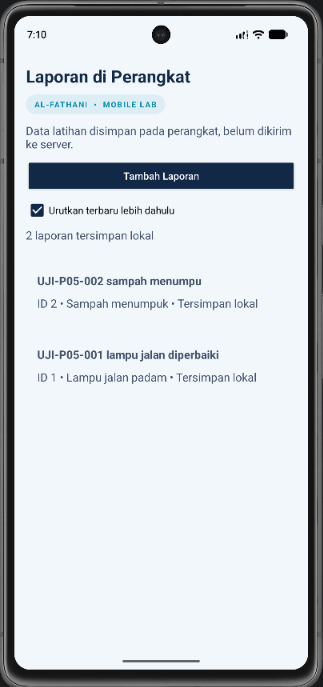 7:10
Laporan di Perangkat
AL-FATHANI • MOBILE LAB
Data latihan disimpan pada perangkat, belum dikirim
ke server.
Tambah Laporan
Urutkan terbaru lebih dahulu
2 laporan tersimpan lokal
UJI-P05-002 sampah menumpu
ID 2 • Sampah menumpuk • Tersimpan lokal
UJI-P05-001 lampu jalan diperbaiki
ID 1 • Lampu jalan padam • Tersimpan lokal